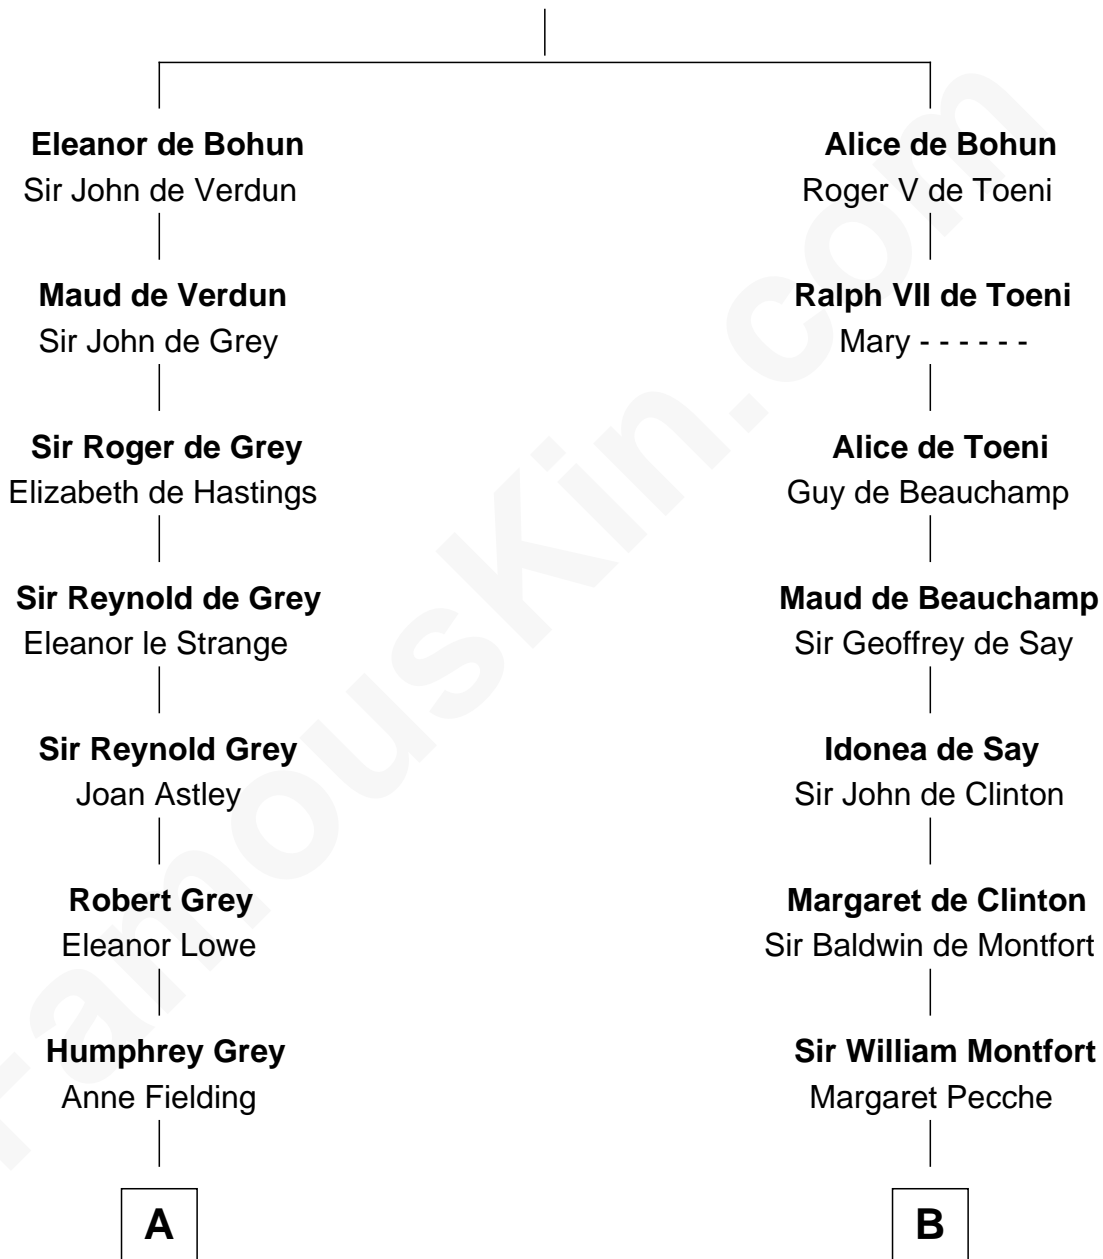 Eleanor de Bohun
Sir John de Verdun
Alice de Bohun
Roger V de Toeni
Maud de Verdun
Sir John de Grey
Ralph VII de Toeni
Mary - - - - - -
Sir Roger de Grey
Elizabeth de Hastings
Alice de Toeni
Guy de Beauchamp
Sir Reynold de Grey
Eleanor le Strange
Maud de Beauchamp
Sir Geoffrey de Say
Sir Reynold Grey
Joan Astley
Idonea de Say
Sir John de Clinton
Robert Grey
Eleanor Lowe
Margaret de Clinton
Sir Baldwin de Montfort
Humphrey Grey
Anne Fielding
Sir William Montfort
Margaret Pecche
A
B
FamousKin.com